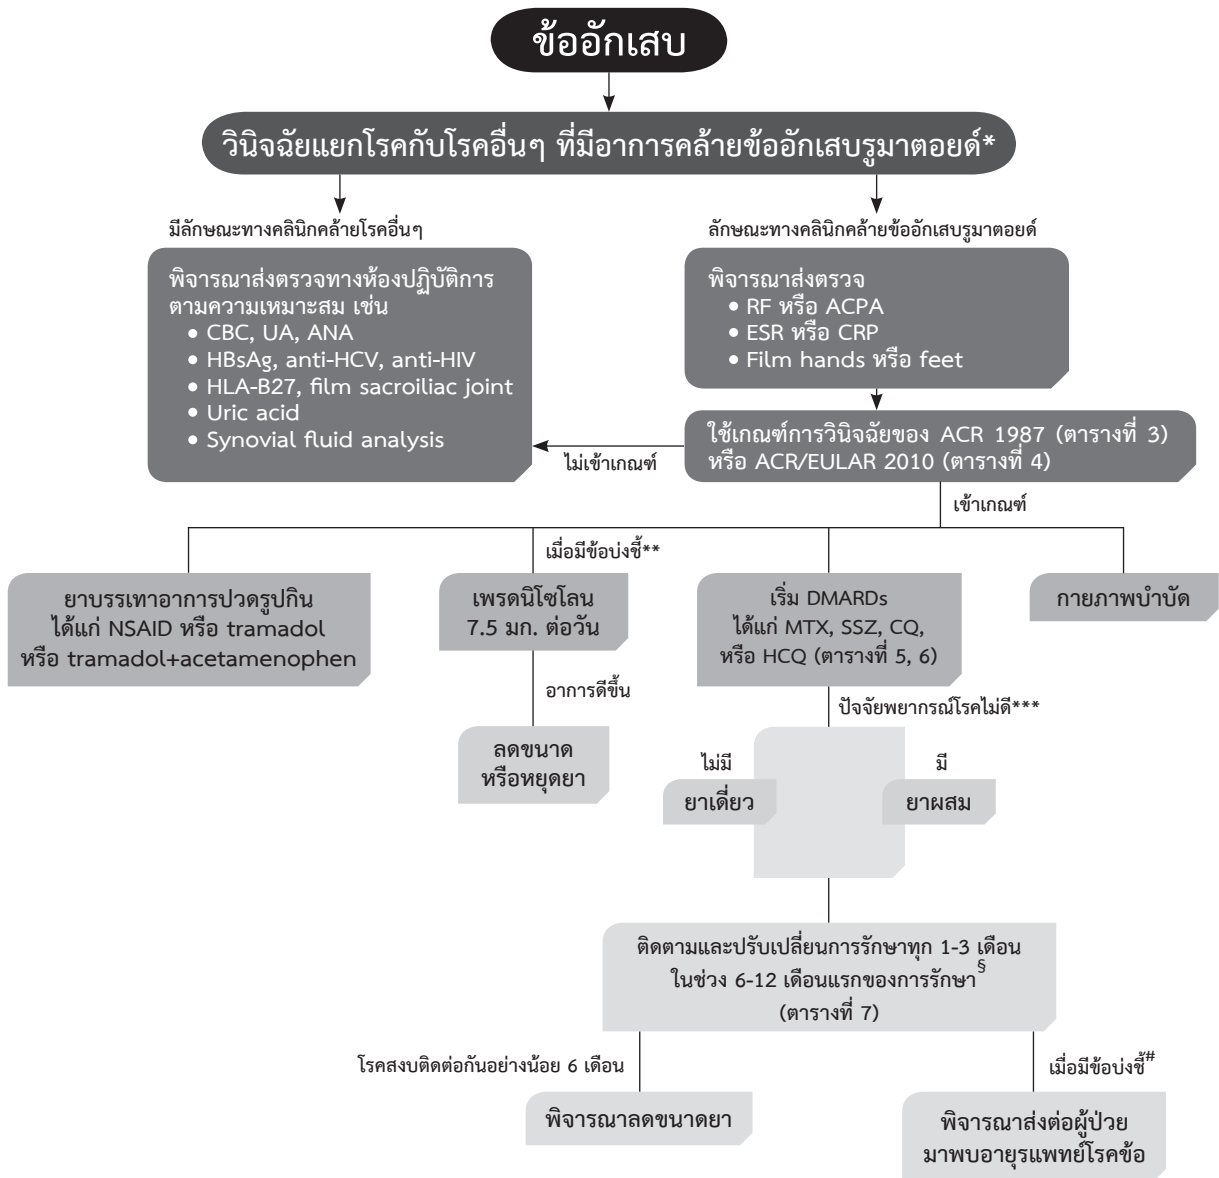 ข้ออักเสบ
วินิจฉัยแยกโรคกับโรคอื่นๆ ที่มีอาการคล้ายข้ออักเสบรูมาตอยด์*
มีลักษณะทางคลินิกคล้ายโรคอื่นๆ
พิจารณาส่งตรวจทางห้องปฏิบัติการ
ตามความเหมาะสม เช่น
• CBC, UA, ANA
• HBsAg, anti-HCV, anti-HIV
• HLA-B27, film sacroiliac joint
• Uric acid
• Synovial fluid analysis
ลักษณะทางคลินิกคล้ายข้ออักเสบรูมาตอยด์
พิจารณาส่งตรวจ
• RF หรือ ACPA
• ESR หรือ CRP
• Film hands หรือ feet
ใช้เกณฑ์การวินิจฉัยของ ACR 1987 (ตารางที่ 3)
หรือ ACR/EULAR 2010 (ตารางที่ 4)
ไม่เข้าเกณฑ์
เข้าเกณฑ์
ยาบรรเทาอาการปวดรูปกิน
ได้แก่ NSAID หรือ tramadol
หรือ tramadol+acetamenophen
เมื่อมีข้อบ่งชี้**
เพรดนิโซโลน
7.5 มก. ต่อวัน
อาการดีขึ้น
ลดขนาด
หรือหยุดยา
เริ่ม DMARDs
ได้แก่ MTX, SSZ, CQ,
หรือ HCQ (ตารางที่ 5, 6)
กายภาพบำบัด
ปัจจัยพยากรณ์โรคไม่ดี***
ไม่มี
ยาเดี่ยว
มี
ยาผสม
ติดตามและปรับเปลี่ยนการรักษาทุก 1-3 เดือน
ในช่วง 6-12 เดือนแรกของการรักษา§
(ตารางที่ 7)
โรคสงบติดต่อกันอย่างน้อย 6 เดือน
พิจารณาลดขนาดยา
เมื่อมีข้อบ่งชี้#
พิจารณาส่งต่อผู้ป่วย
มาพบอายุรแพทย์โรคข้อ